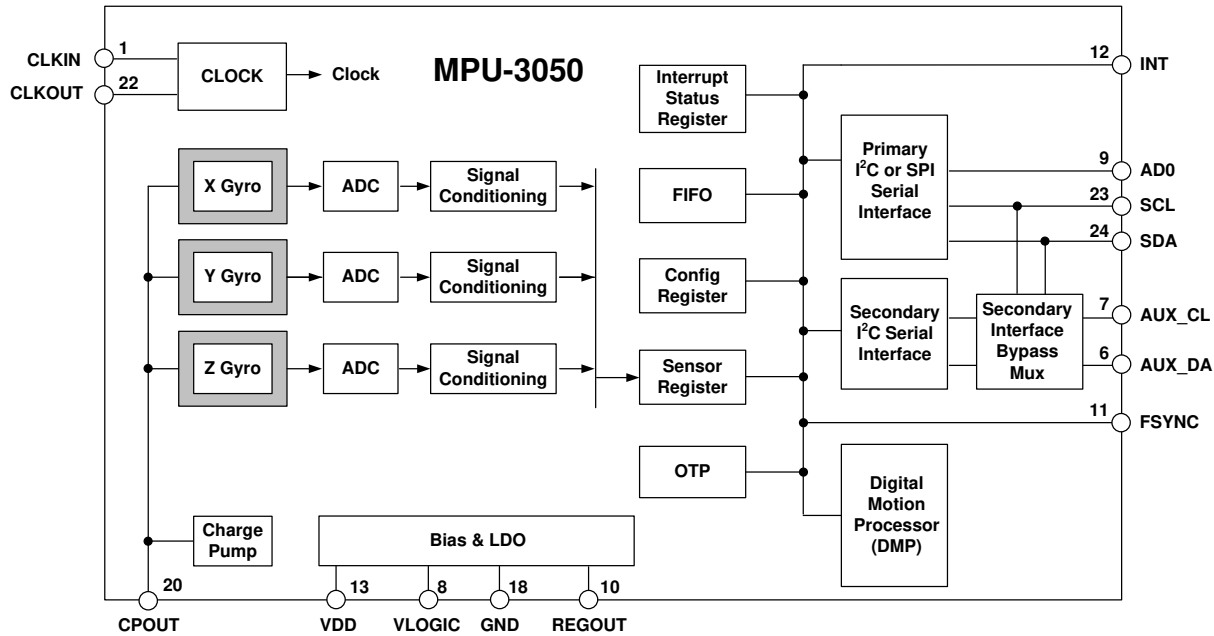 1
CLKIN
CLOCK
Clock
22
CLKOUT
MPU-3050
Interrupt
Status
Register
12
INT
X Gyro
ADC
Signal
Conditioning
FIFO
Primary
I²C or SPI
Serial
Interface
9
AD0
23
SCL
24
SDA
Y Gyro
ADC
Signal
Conditioning
Config
Register
Secondary
I²C Serial
Interface
Secondary
Interface
Bypass
Mux
7
AUX_CL
6
AUX_DA
Z Gyro
ADC
Signal
Conditioning
Sensor
Register
11
FSYNC
OTP
Digital
Motion
Processor
(DMP)
Charge
Pump
Bias & LDO
20
13
8
18
10
CPOUT
VDD
VLOGIC
GND
REGOUT